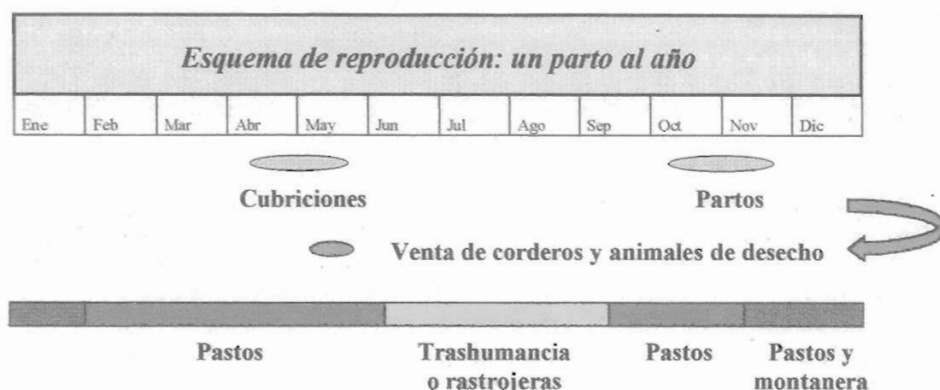 Esquema de reproducción: un parto al año
Ene Feb Mar Abr May Jun Jul Ago Sep Oct Nov Dic
Cubriciones Partos
Venta de corderos y animales de desecho
Pastos Trashumancia o rastrojeras Pastos Pastos y montanera